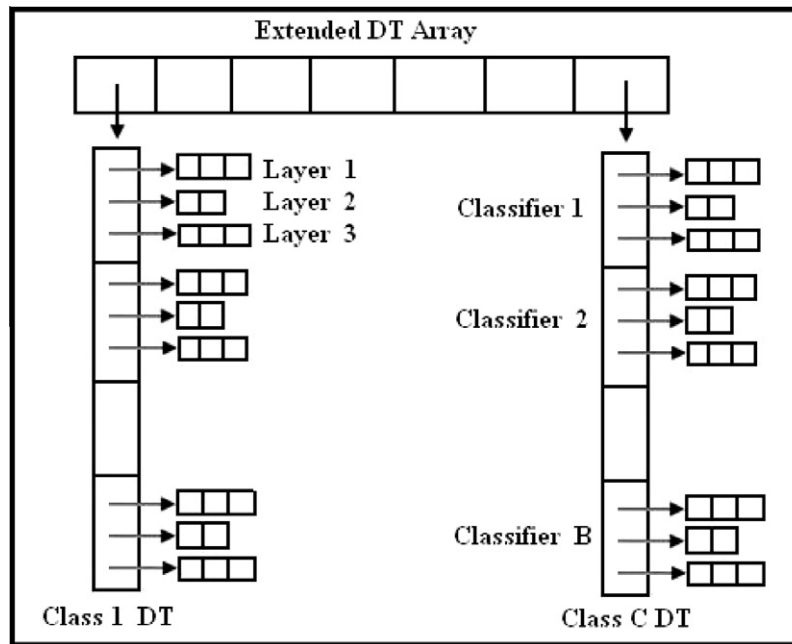 Extended DT Array
Layer 1
Layer 2
Layer 3
Classifier 1
Classifier 2
Classifier B
Class 1 DT
Class C DT